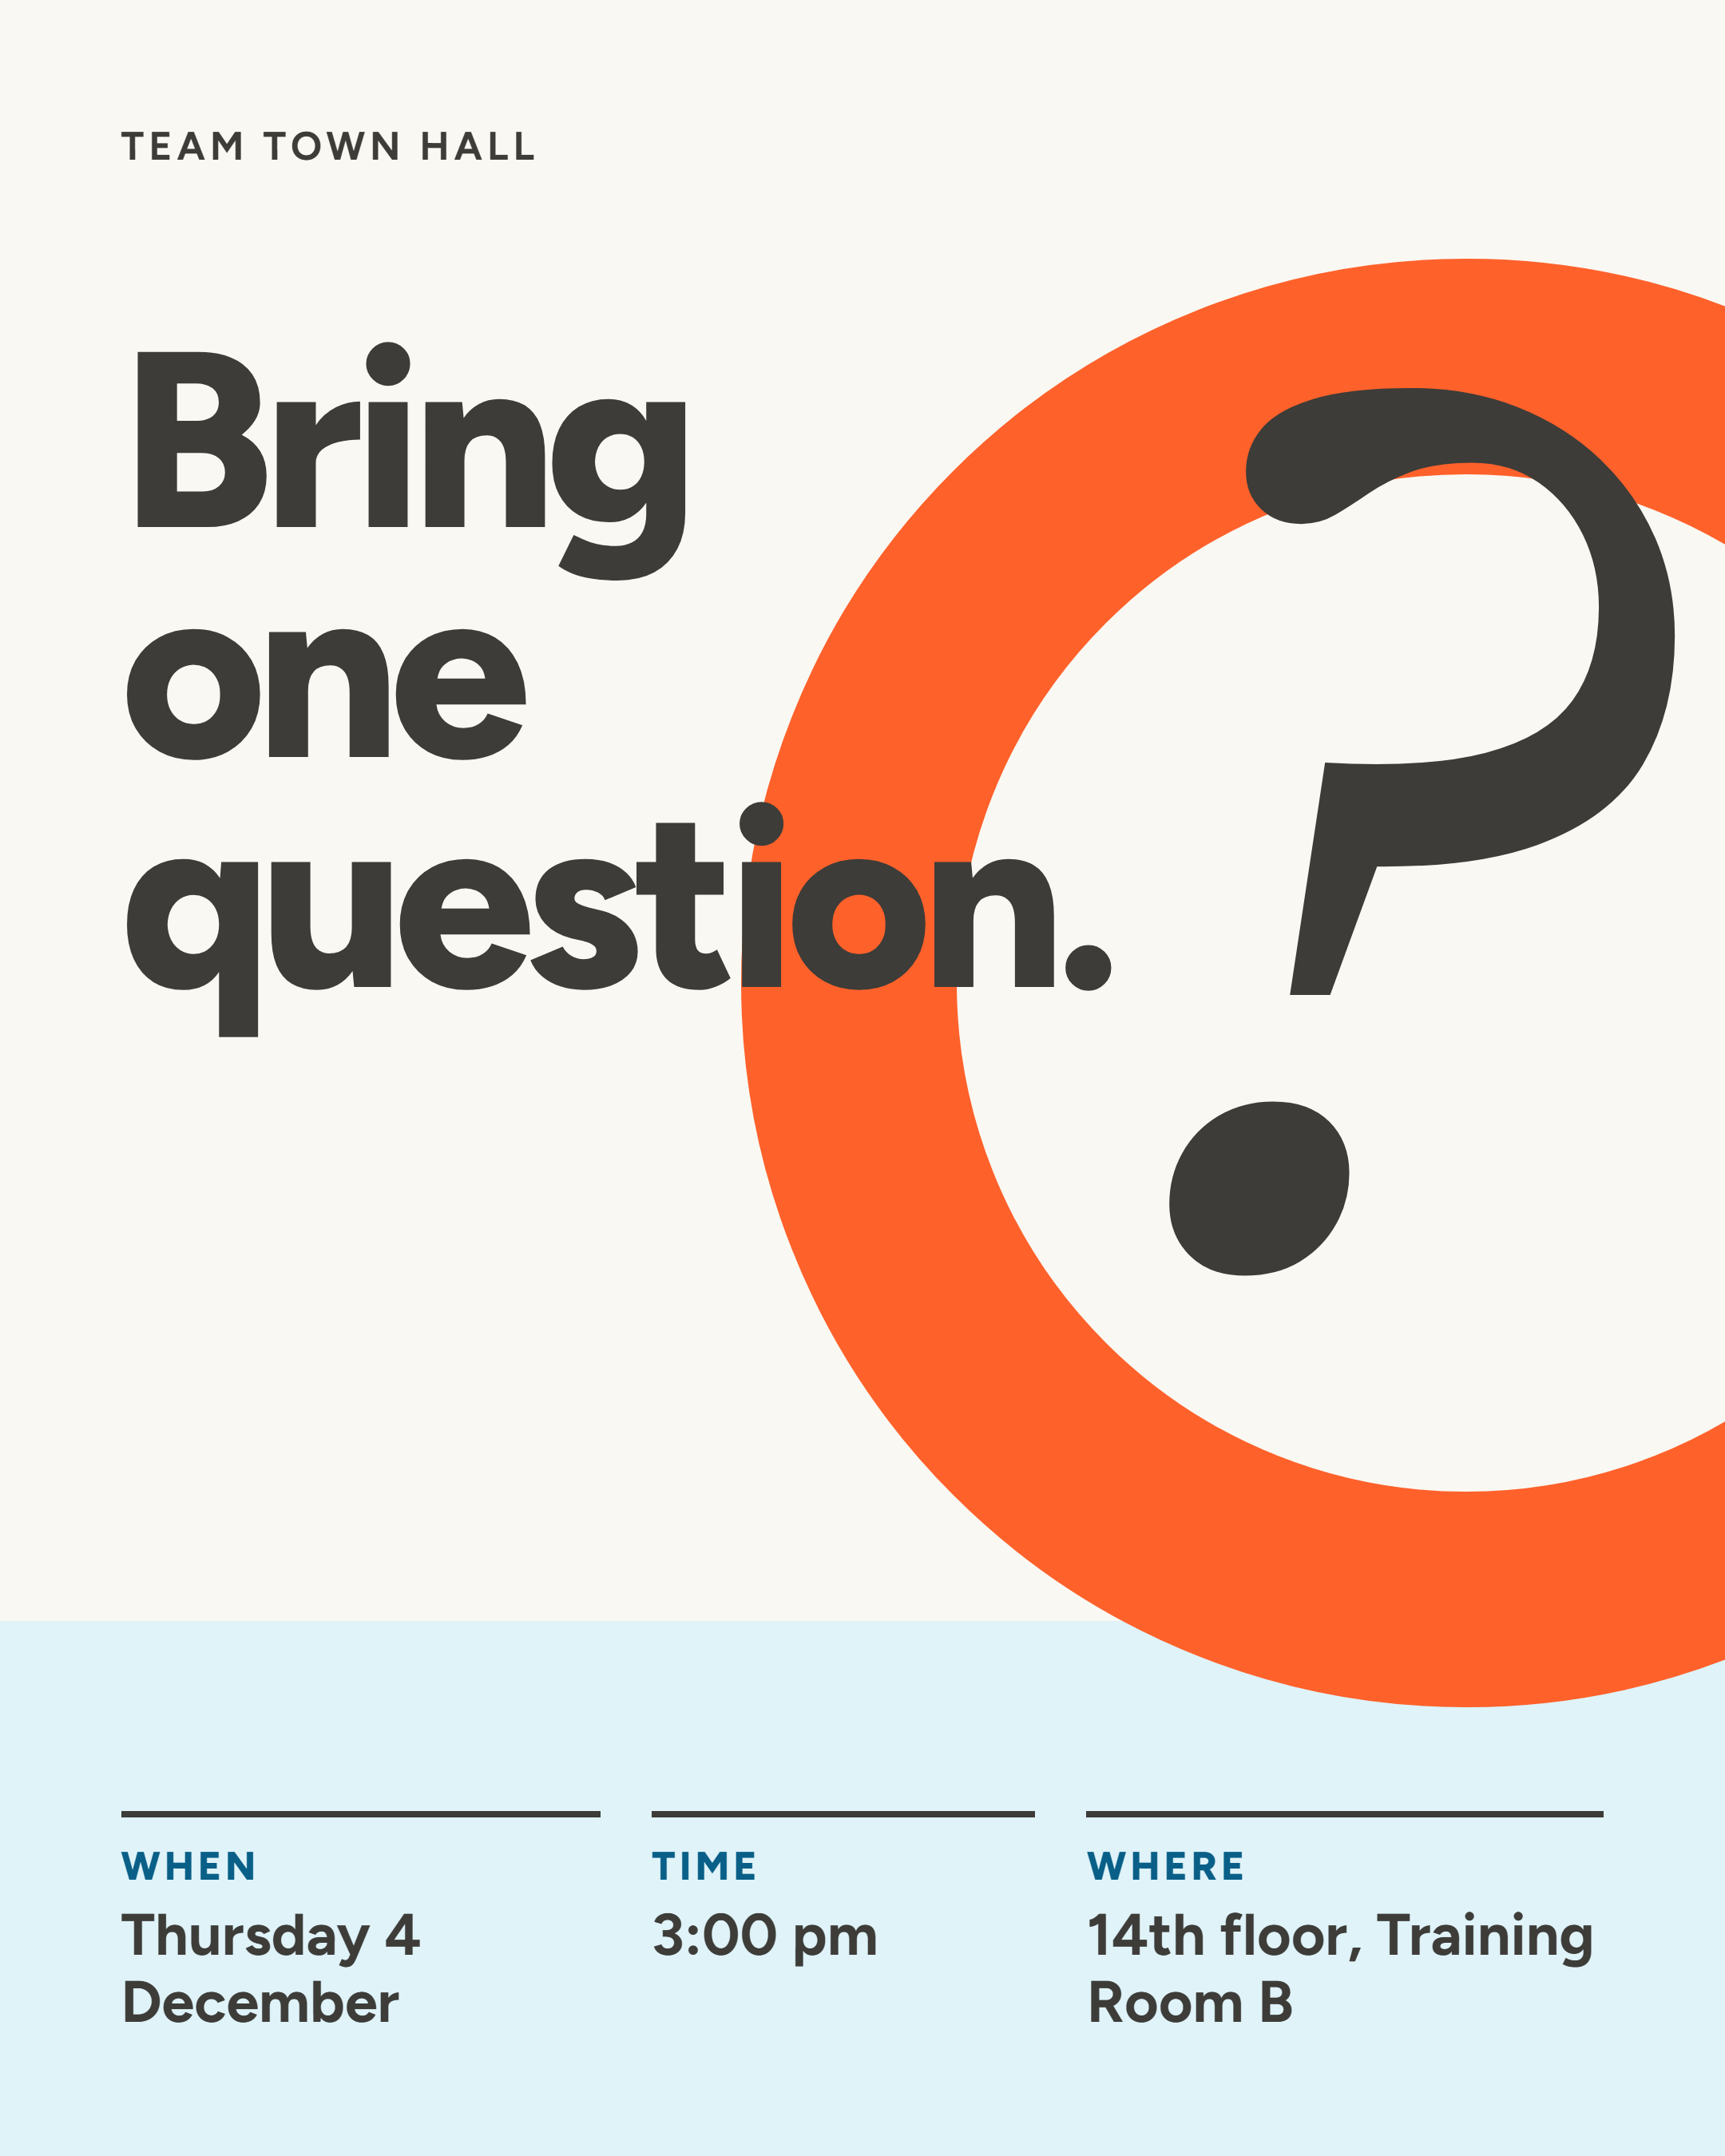 TEAM TOWN HALL
Bring
one
question.
?
WHEN
Thursday 4
December
TIME
3:00 pm
WHERE
14th floor, Training
Room B